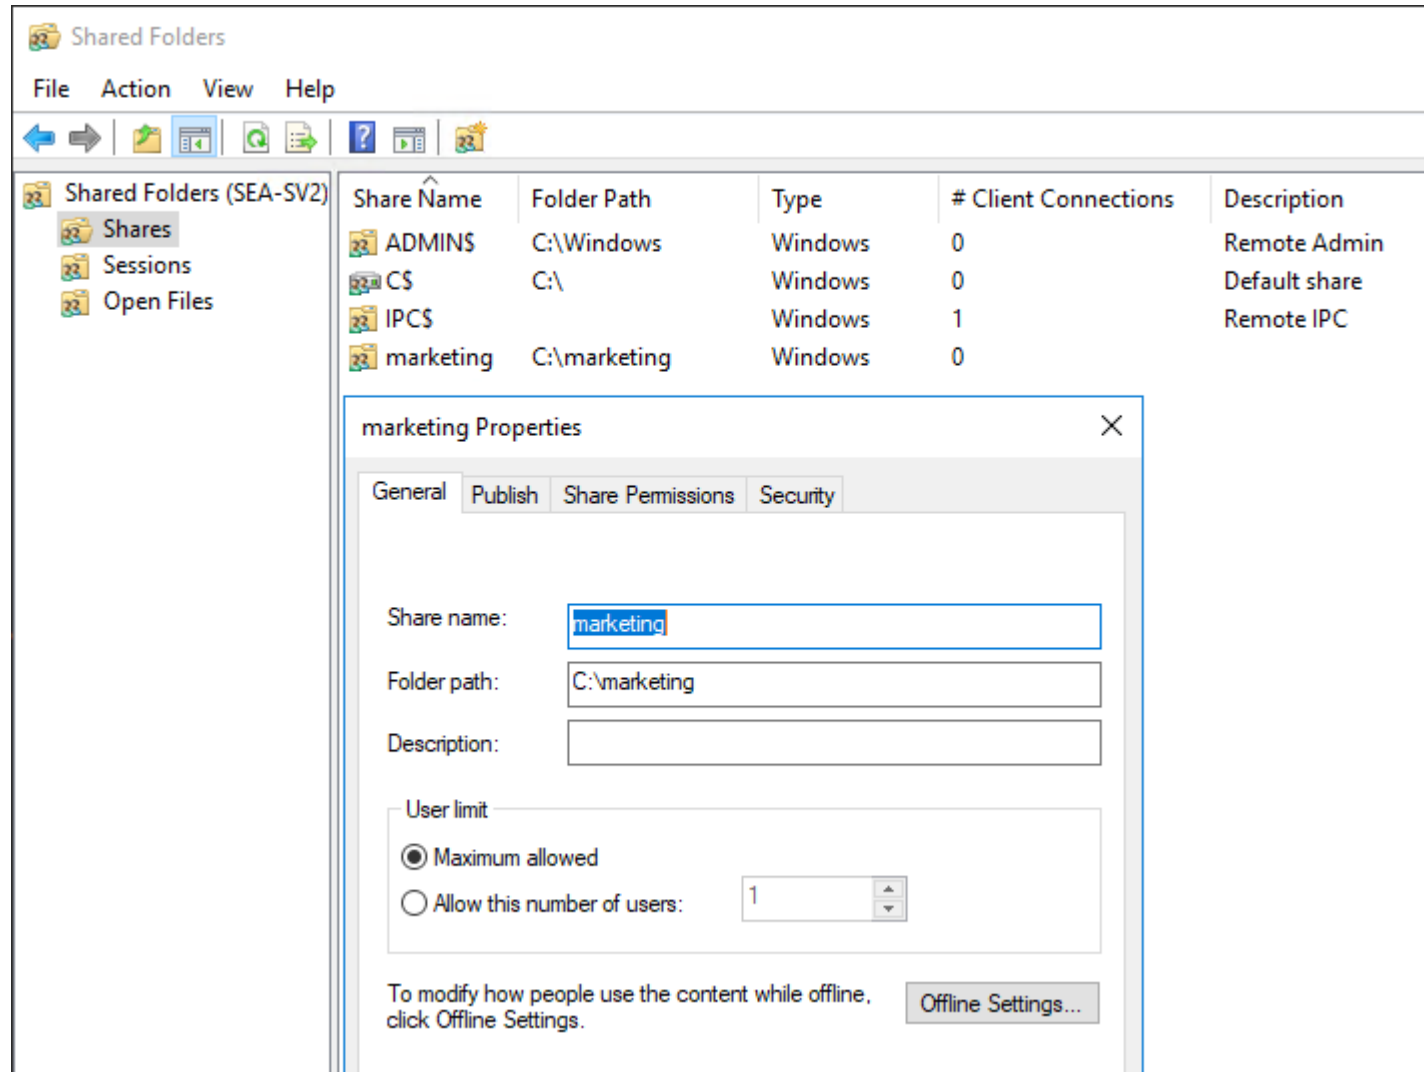 Shared Folders
File Action View Help
Shared Folders (SEA-SV2)
Shares
Sessions
Open Files
Share Name Folder Path Type # Client Connections Description
ADMIN$ C:\Windows Windows 0 Remote Admin
C$ C:\ Windows 0 Default share
IPC$ Windows 1 Remote IPC
marketing C:\marketing Windows 0
marketing Properties
General Publish Share Permissions Security
Share name: marketing
Folder path: C:\marketing
Description:
User limit
Maximum allowed
Allow this number of users: 1
To modify how people use the content while offline,
click Offline Settings.
Offline Settings...